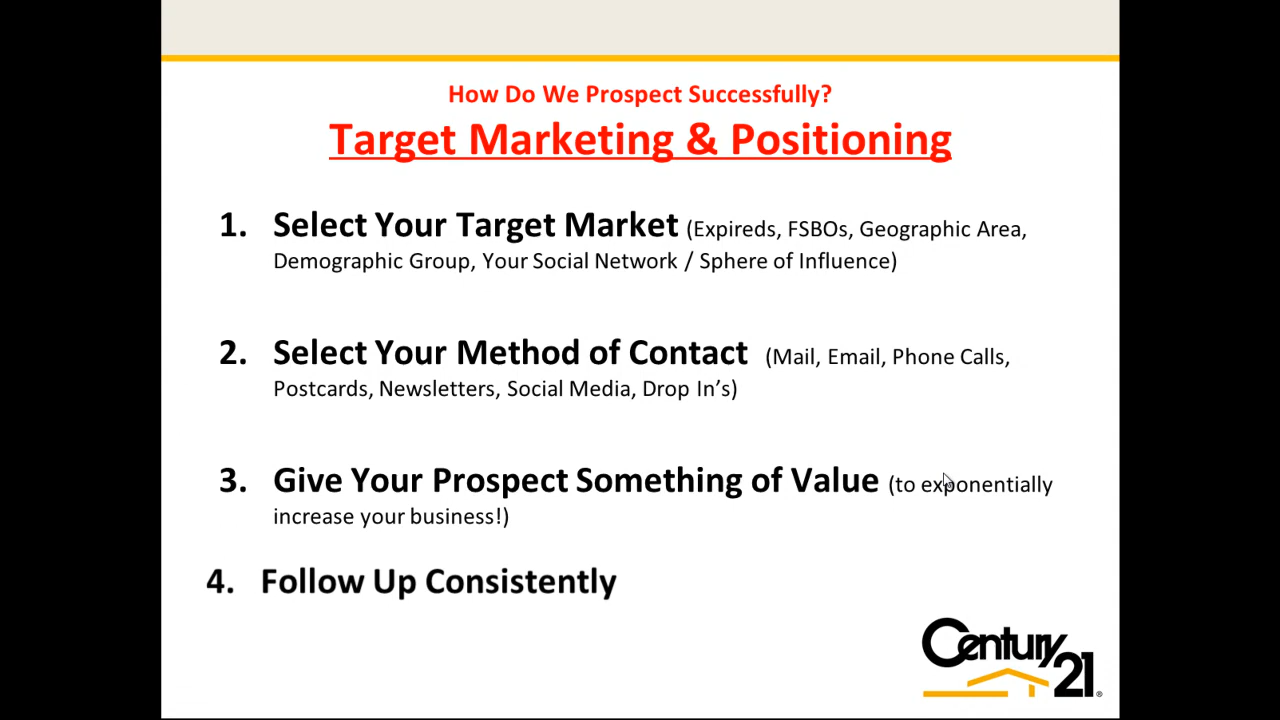 How Do We Prospect Successfully?
Target Marketing & Positioning
1. Select Your Target Market (Expireds, FSBOs, Geographic Area,
Demographic Group, Your Social Network / Sphere of Influence)
2. Select Your Method of Contact (Mail, Email, Phone Calls,
Postcards, Newsletters, Social Media, Drop In’s)
3. Give Your Prospect Something of Value (to exponentially
increase your business!)
4. Follow Up Consistently
Century
21®